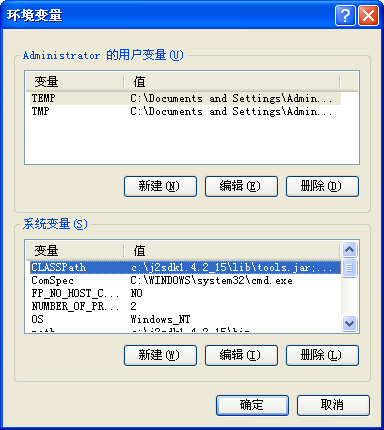 环境变量
Administrator 的用户变量(U)
变量 值
TEMP C:\Documents and Settings\Admin...
TMP C:\Documents and Settings\Admin...
新建(N) 编辑(E) 删除(D)
系统变量(S)
变量 值
CLASSPath c:\j2sdk1.4.2_15\lib\tools.jar;...
ComSpec C:\WINDOWS\system32\cmd.exe
FP_NO_HOST_C... NO
NUMBER_OF_PR... 2
OS Windows_NT
path c:\j2sdk1.4.2_15\bin
新建(W) 编辑(I) 删除(L)
确定 取消